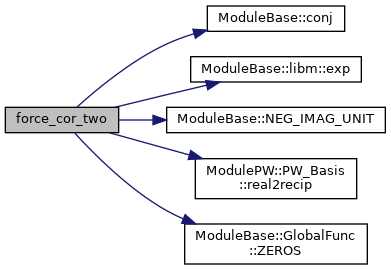 ModuleBase::conj
ModuleBase::libm::exp
force_cor_two
ModuleBase::NEG_IMAG_UNIT
ModulePW::PW_Basis
::real2recip
ModuleBase::GlobalFunc
::ZEROS